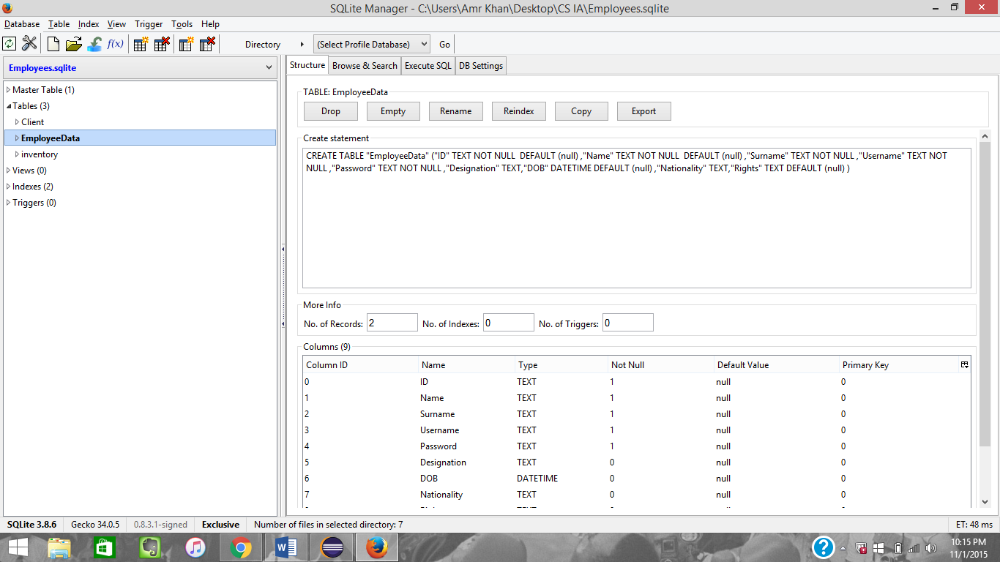 SQLite Manager - C:\Users\Amr Khan\Desktop\CS IA\Employees.sqlite
Database Table Index View Trigger Tools Help
f(x) Directory (Select Profile Database) Go
Employees.sqlite
Master Table (1)
Tables (3)
Client
EmployeeData
inventory
Views (0)
Indexes (2)
Triggers (0)
Structure Browse & Search Execute SQL DB Settings
TABLE: EmployeeData
Drop Empty Rename Reindex Copy Export
Create statement
CREATE TABLE "EmployeeData" ("ID" TEXT NOT NULL  DEFAULT (null) ,"Name" TEXT NOT NULL  DEFAULT (null) ,"Surname" TEXT NOT NULL ,"Username" TEXT NOT
NULL ,"Password" TEXT NOT NULL ,"Designation" TEXT,"DOB" DATETIME DEFAULT (null) ,"Nationality" TEXT,"Rights" TEXT DEFAULT (null) )
More Info
No. of Records: 2 No. of Indexes: 0 No. of Triggers: 0
Columns (9)
Column ID Name Type Not Null Default Value Primary Key
0 ID TEXT 1 null 0
1 Name TEXT 1 null 0
2 Surname TEXT 1 null 0
3 Username TEXT 1 null 0
4 Password TEXT 1 null 0
5 Designation TEXT 0 null 0
6 DOB DATETIME 0 null 0
7 Nationality TEXT 0 null 0
SQLite 3.8.6 Gecko 34.0.5 0.8.3.1-signed Exclusive Number of files in selected directory: 7 ET: 48 ms
10:15 PM
11/1/2015